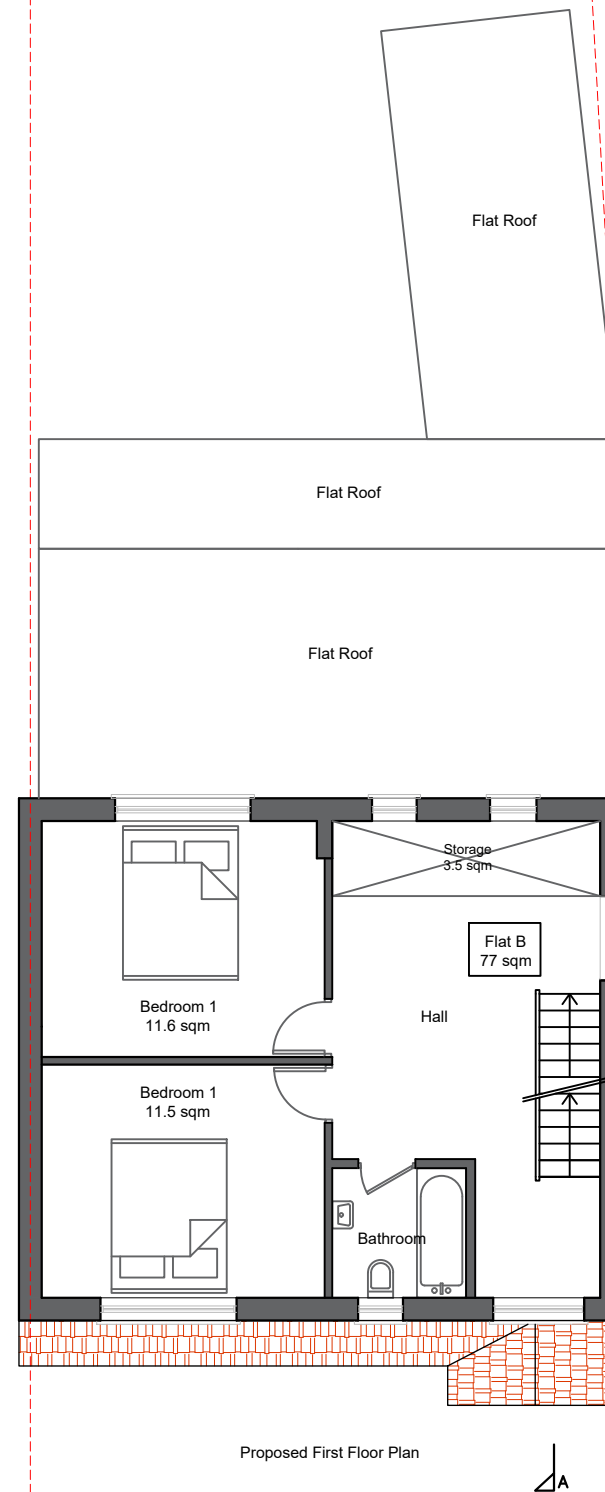 Flat Roof
Flat Roof
Flat Roof
Storage
3.5 sqm
Flat B
77 sqm
Bedroom 1
11.6 sqm
Hall
Bedroom 1
11.5 sqm
Bathroom
Proposed First Floor Plan
A